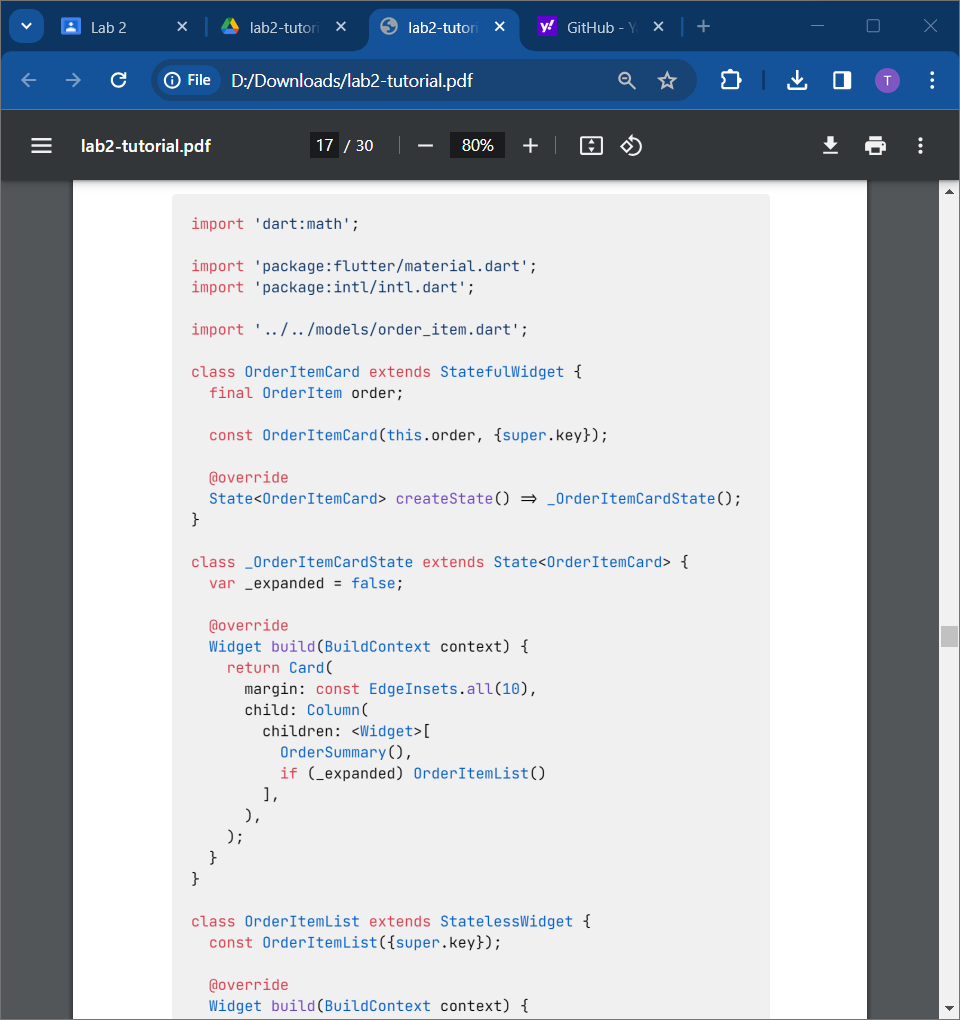 Lab 2
lab2-tutori
lab2-tutori
y!
GitHub - Y
File
D:/Downloads/lab2-tutorial.pdf
T
lab2-tutorial.pdf
17 / 30
80%
import 'dart:math';
import 'package:flutter/material.dart';
import 'package:intl/intl.dart';
import '../../models/order_item.dart';
class OrderItemCard extends StatefulWidget {
final OrderItem order;
const OrderItemCard(this.order, {super.key});
@override
State<OrderItemCard> createState() => _OrderItemCardState();
}
class _OrderItemCardState extends State<OrderItemCard> {
var _expanded = false;
@override
Widget build(BuildContext context) {
return Card(
margin: const EdgeInsets.all(10),
child: Column(
children: <Widget>[
OrderSummary(),
if (_expanded) OrderItemList()
],
),
);
}
}
class OrderItemList extends StatelessWidget {
const OrderItemList({super.key});
@override
Widget build(BuildContext context) {